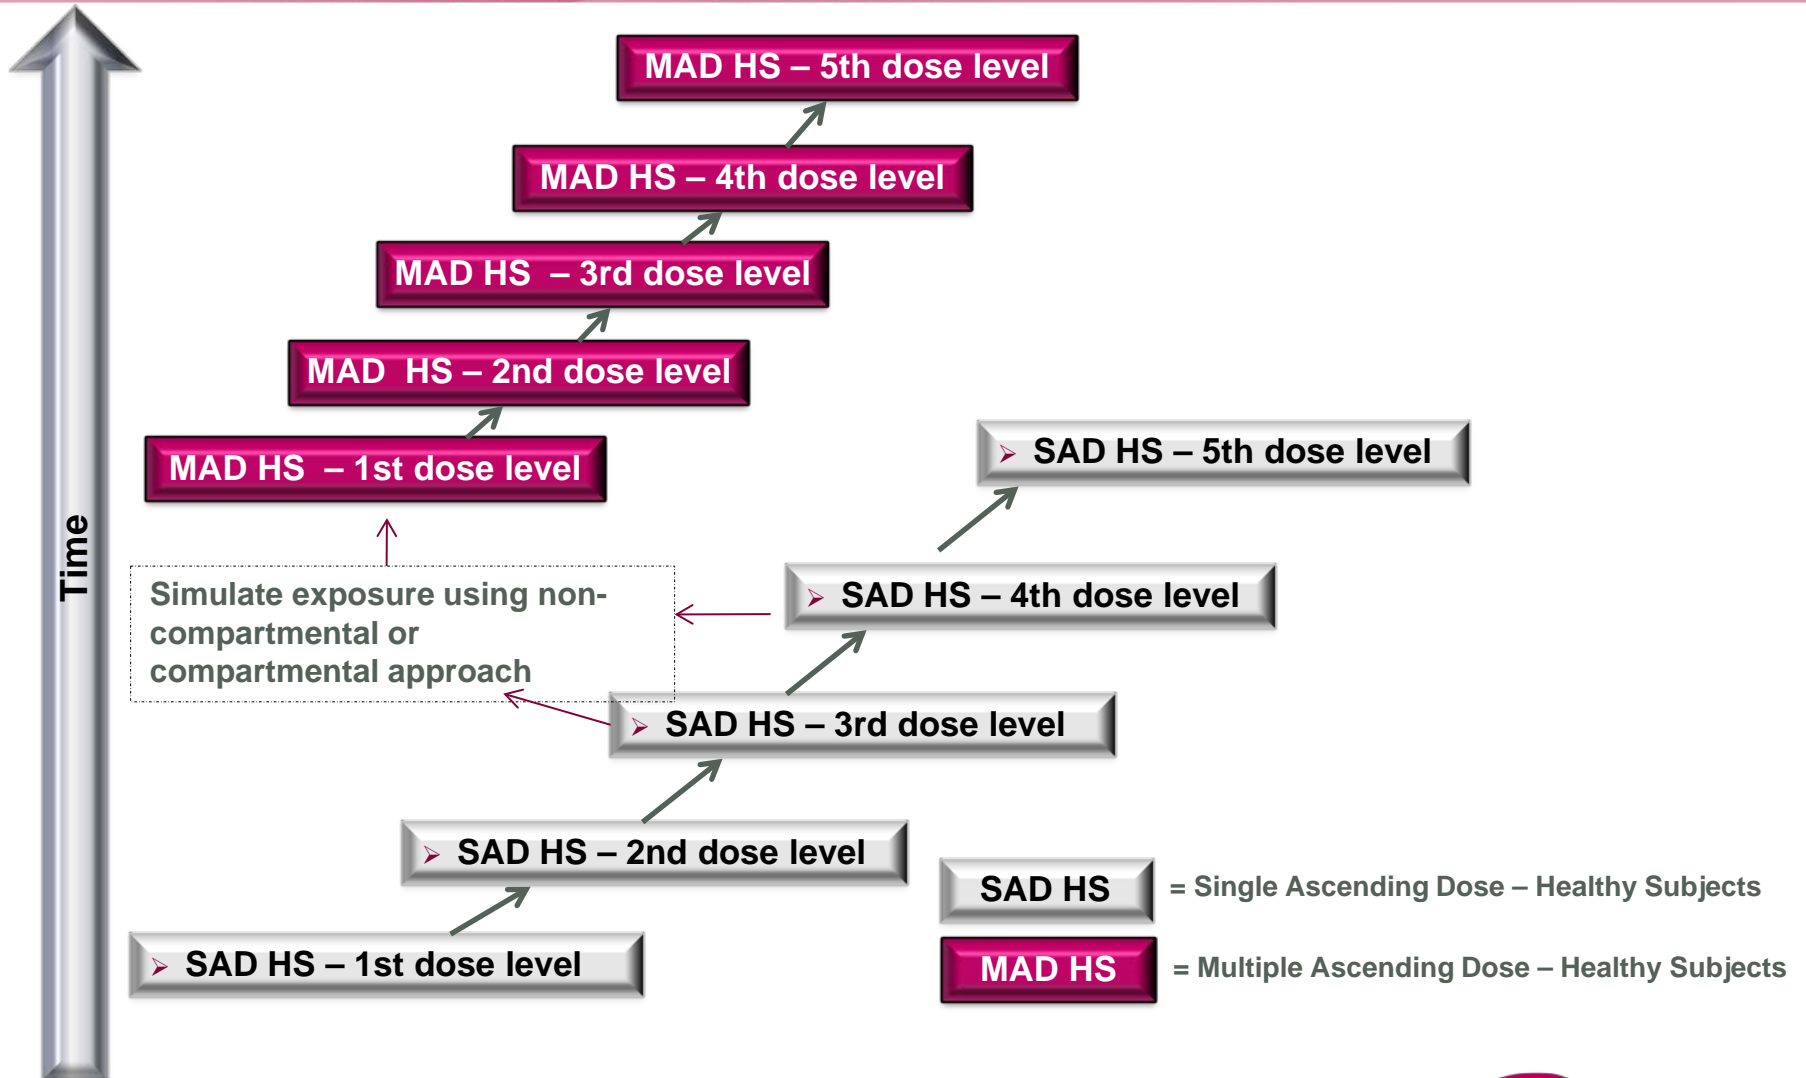 MAD HS – 5th dose level
MAD HS – 4th dose level
MAD HS – 3rd dose level
MAD HS – 2nd dose level
MAD HS – 1st dose level
SAD HS – 5th dose level
Time
Simulate exposure using non-
compartmental or
compartmental approach
SAD HS – 4th dose level
SAD HS – 3rd dose level
SAD HS – 2nd dose level
SAD HS – 1st dose level
SAD HS = Single Ascending Dose – Healthy Subjects
MAD HS = Multiple Ascending Dose – Healthy Subjects